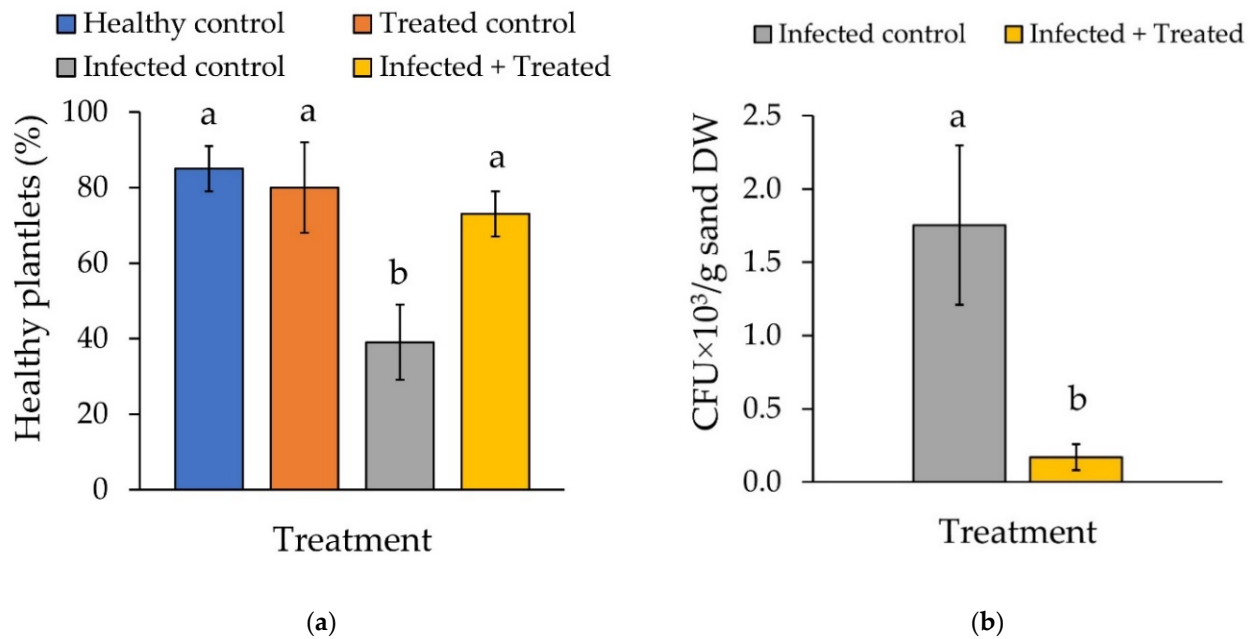 Healthy control Treated control
Infected control Infected + Treated
Healthy plantlets (%)
100
80
60
40
20
0
a
a
b
a
Treatment
(a)
Infected control Infected + Treated
CFU×10³/g sand DW
2.5
2.0
1.5
1.0
0.5
0.0
a
b
Treatment
(b)